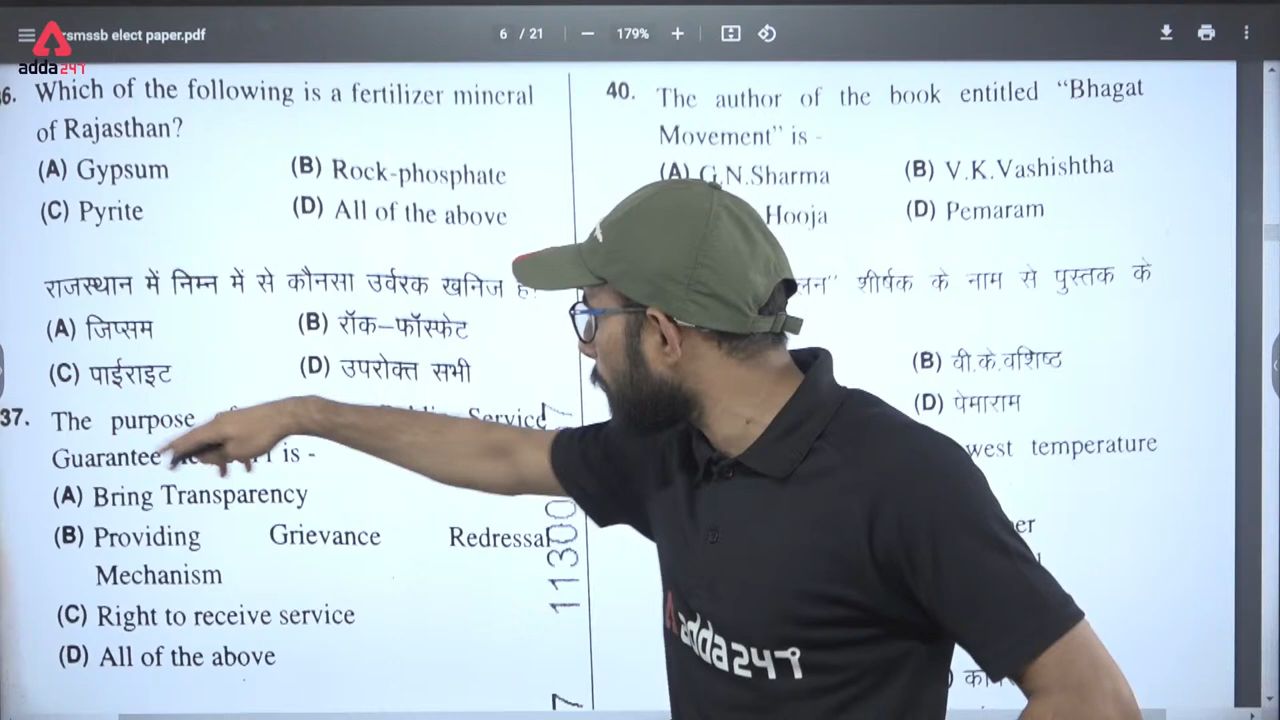 rsmssb elect paper.pdf
6 / 21
179%
adda247
6. Which of the following is a fertilizer mineral
of Rajasthan?
(A) Gypsum (B) Rock-phosphate
(C) Pyrite (D) All of the above
राजस्थान में निम्न में से कौनसा उर्वरक खनिज
(A) जिप्सम (B) रॉक–फॉस्फेट
(C) पाईराइट (D) उपरोक्त सभी
37. The purpose Service
Guarantee is -
(A) Bring Transparency
(B) Providing Grievance Redressal
Mechanism
(C) Right to receive service
(D) All of the above
11300
7
7
40. The author of the book entitled "Bhagat
Movement" is -
(A) G.N.Sharma (B) V.K.Vashishtha
Hooja (D) Pemaram
लन" शीर्षक के नाम से पुस्तक के
(B) वी.के.वशिष्ठ
(D) पेमाराम
west temperature
er
adda247